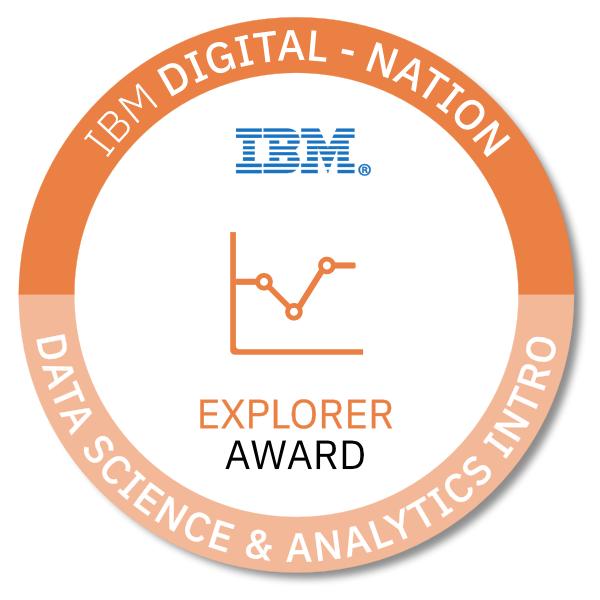 IBM DIGITAL - NATION
IBM®
EXPLORER
AWARD
DATA SCIENCE & ANALYTICS INTRO